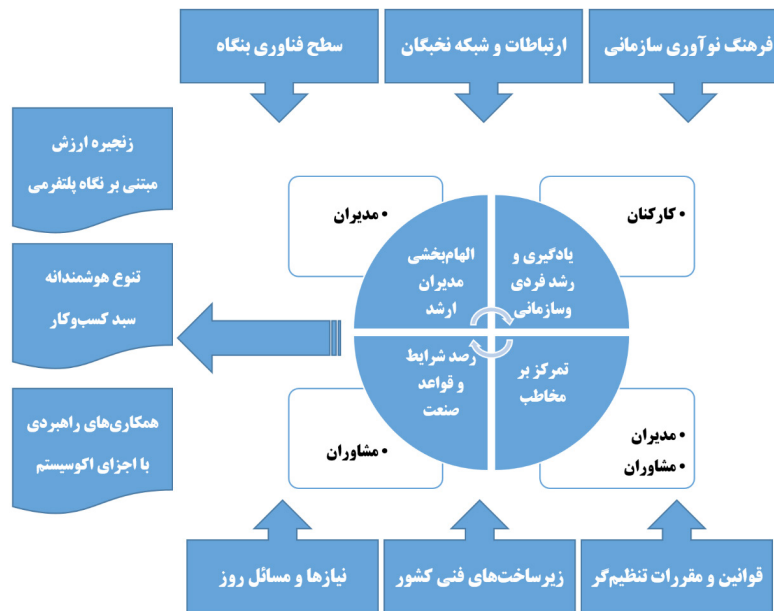 فرهنگ نوآوری سازمانی
ارتباطات و شبکه نخبگان
سطح فناوری بنگاه
• کارکنان
• مدیران
یادگیری و
رشد فردی
وسازمانی
الهام‌بخشی
مدیران
ارشد
تمرکز بر
مخاطب
رصد شرایط
و قواعد
صنعت
• مدیران
• مشاوران
• مشاوران
زنجیره ارزش
مبتنی بر نگاه پلتفرمی
تنوع هوشمندانه
سبد کسب‌وکار
همکاری‌های راهبردی
با اجزای اکوسیستم
قوانین و مقررات تنظیم‌گر
زیرساخت‌های فنی کشور
نیازها و مسائل روز